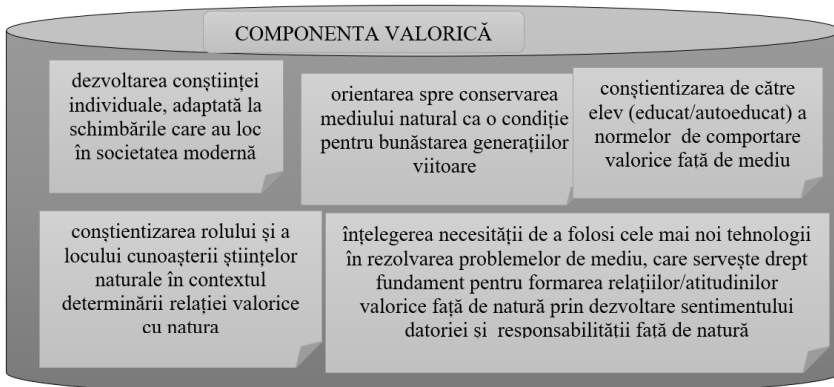 COMPONENTA VALORICĂ
dezvoltarea conștiinței
individuale, adaptată la
schimbările care au loc
în societatea modernă
orientarea spre conservarea
mediului natural ca o condiție
pentru bunăstarea generațiilor
viitoare
conștientizarea de către
elev (educat/autoeducat) a
normelor de comportare
valorice față de mediu
conștientizarea rolului și a
locului cunoașterii științelor
naturale în contextul
determinării relației valorice
cu natura
înțelegerea necesității de a folosi cele mai noi tehnologii
în rezolvarea problemelor de mediu, care servește drept
fundament pentru formarea relațiilor/atitudinilor
valorice față de natură prin dezvoltare sentimentului
datoriei și responsabilității față de natură